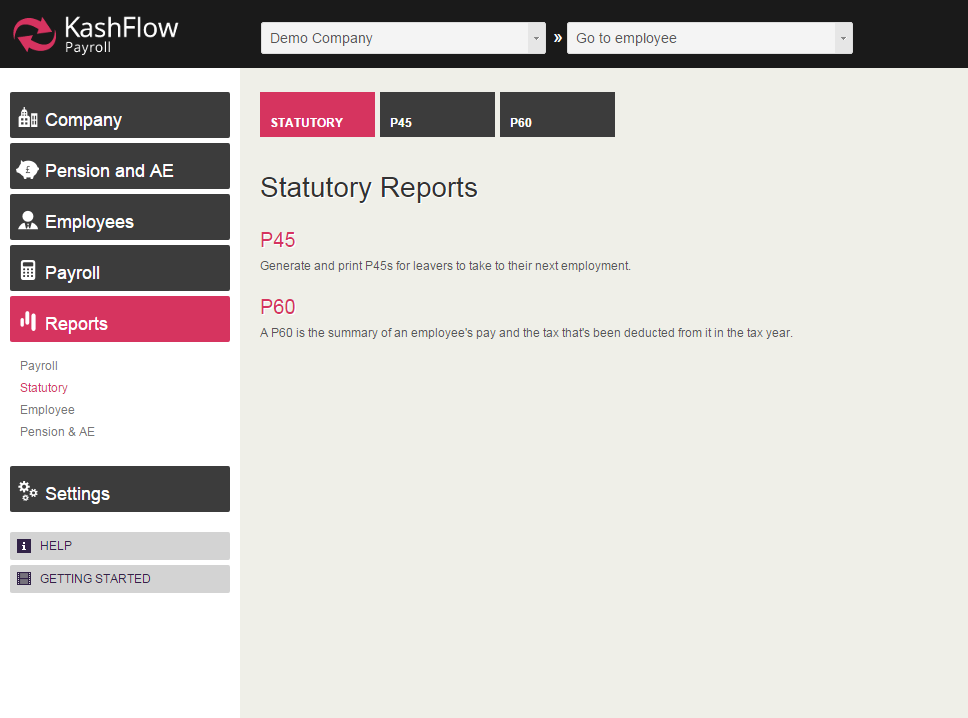 KashFlow
Payroll
Demo Company
»
Go to employee
Company
Pension and AE
Employees
Payroll
Reports
Payroll
Statutory
Employee
Pension & AE
Settings
HELP
GETTING STARTED
STATUTORY
P45
P60
Statutory Reports
P45
Generate and print P45s for leavers to take to their next employment.
P60
A P60 is the summary of an employee's pay and the tax that's been deducted from it in the tax year.